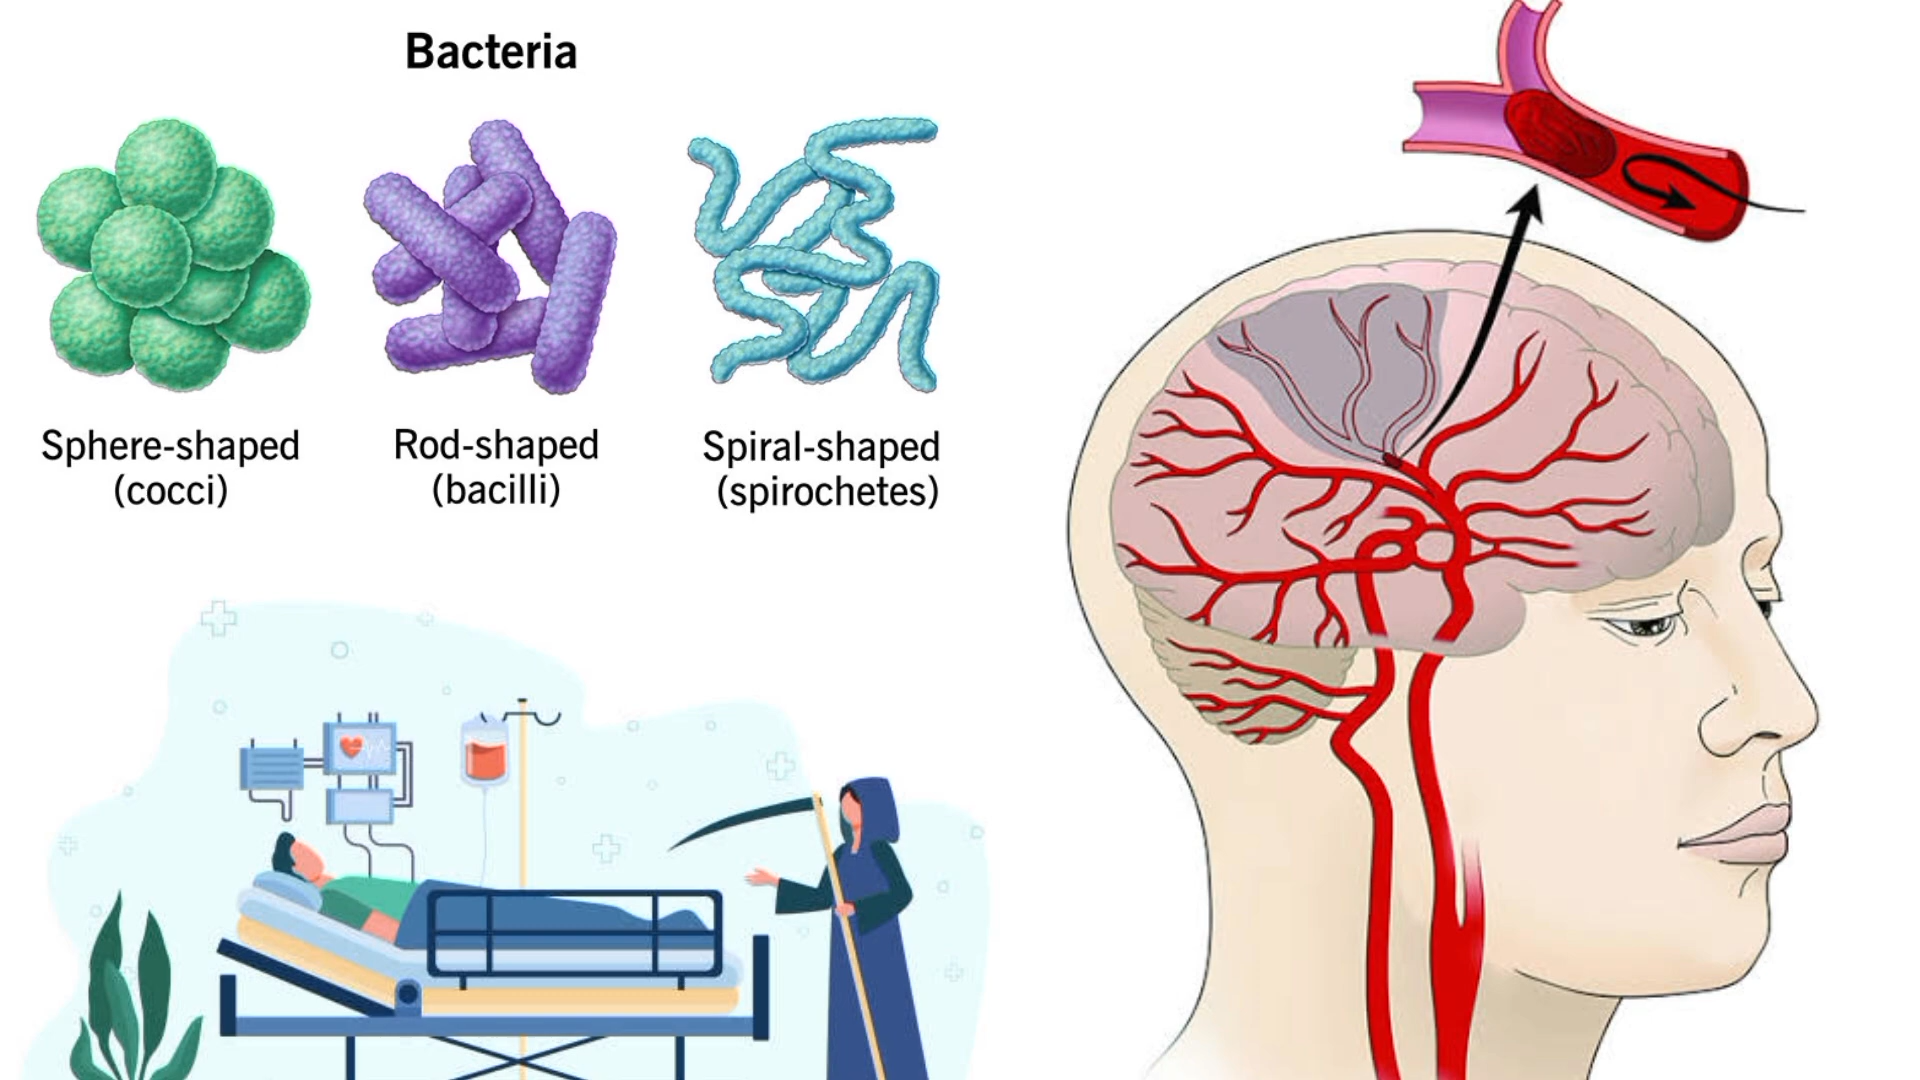 Bacteria
Sphere-shaped
(cocci)
Rod-shaped
(bacilli)
Spiral-shaped
(spirochetes)